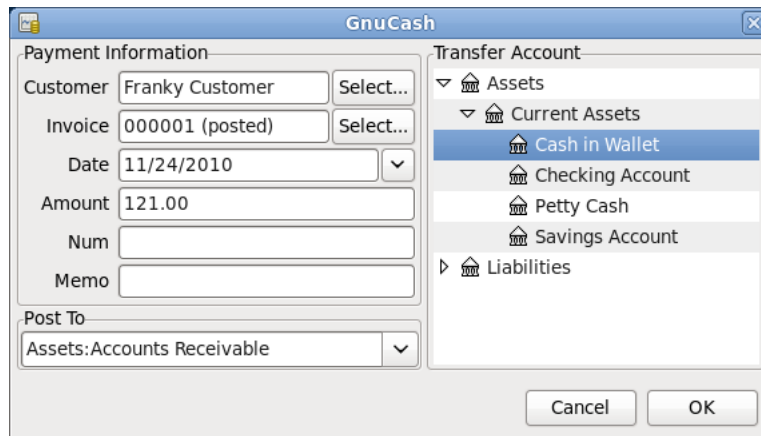 GnuCash
Payment Information
Customer Franky Customer Select...
Invoice 000001 (posted) Select...
Date 11/24/2010
Amount 121.00
Num
Memo
Post To
Assets:Accounts Receivable
Transfer Account
Assets
Current Assets
Cash in Wallet
Checking Account
Petty Cash
Savings Account
Liabilities
Cancel OK